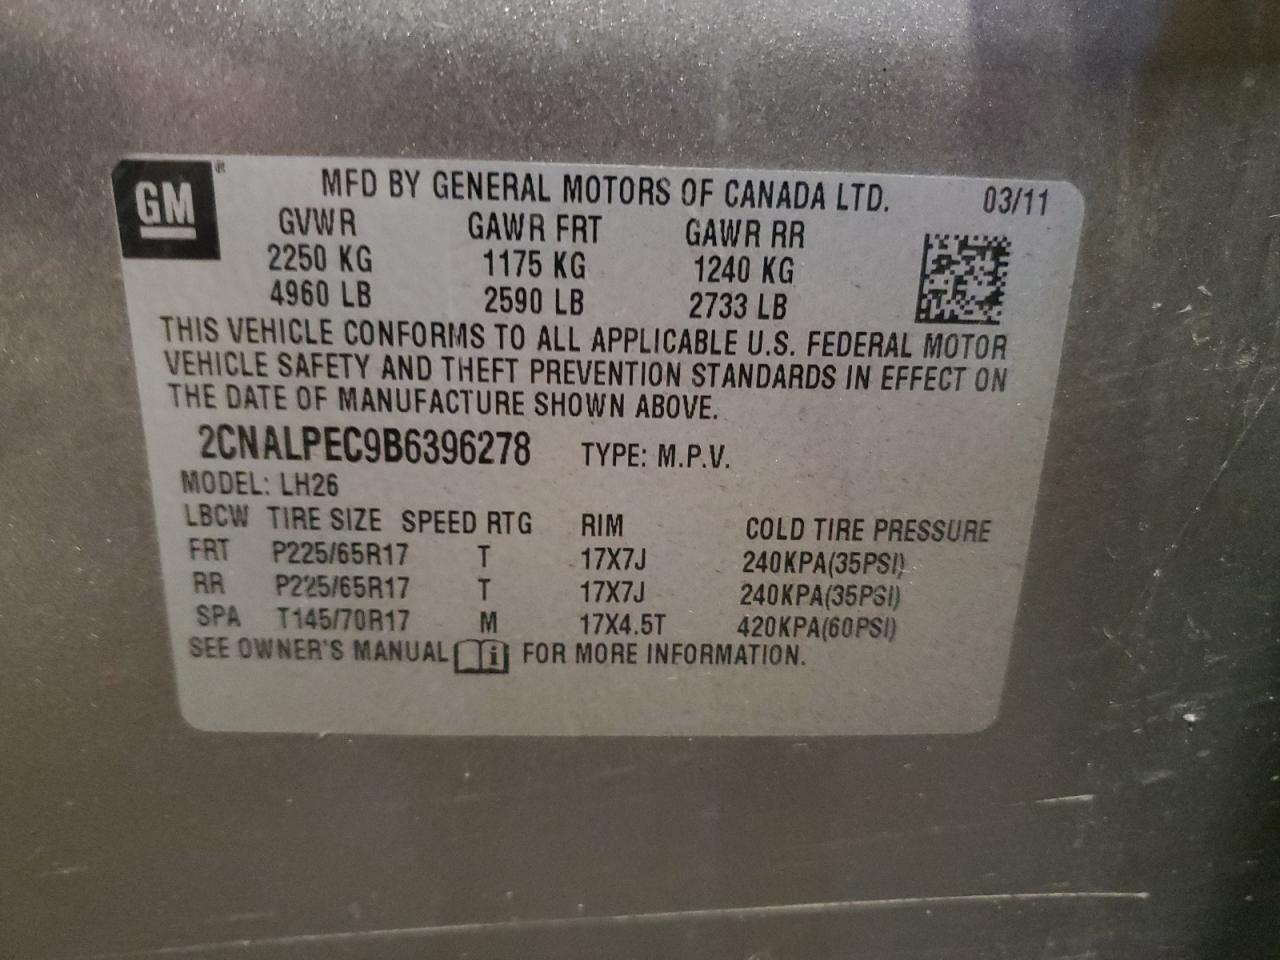 GM
MFD BY GENERAL MOTORS OF CANADA LTD. 03/11
GVWR GAWR FRT GAWR RR
2250 KG 1175 KG 1240 KG
4960 LB 2590 LB 2733 LB
THIS VEHICLE CONFORMS TO ALL APPLICABLE U.S. FEDERAL MOTOR
VEHICLE SAFETY AND THEFT PREVENTION STANDARDS IN EFFECT ON
THE DATE OF MANUFACTURE SHOWN ABOVE.
2CNALPEC9B6396278 TYPE: M.P.V.
MODEL: LH26
LBCW TIRE SIZE SPEED RTG RIM COLD TIRE PRESSURE
FRT P225/65R17 T 17X7J 240KPA(35PSI)
RR P225/65R17 T 17X7J 240KPA(35PSI)
SPA T145/70R17 M 17X4.5T 420KPA(60PSI)
SEE OWNER'S MANUAL i FOR MORE INFORMATION.